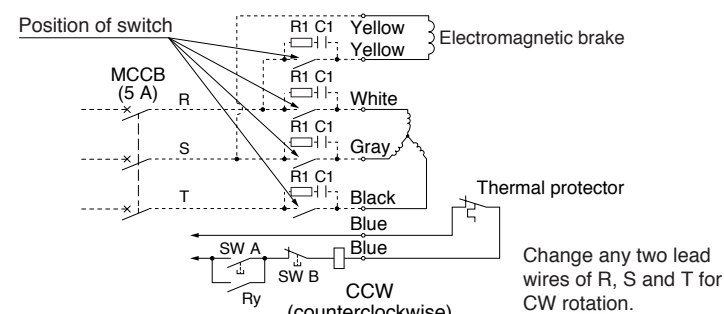 R1 C1 Yellow
Position of switch
Electromagnetic brake
Yellow
MCCB
(5 A)
R1 C1
R
White
R1 C1
S
Gray
R1 C1
T
Black
Thermal protector
Blue
SW A
Blue
SW B
Ry
CCW
(counterclockwise)
Change any two lead
wires of R, S and T for
CW rotation.